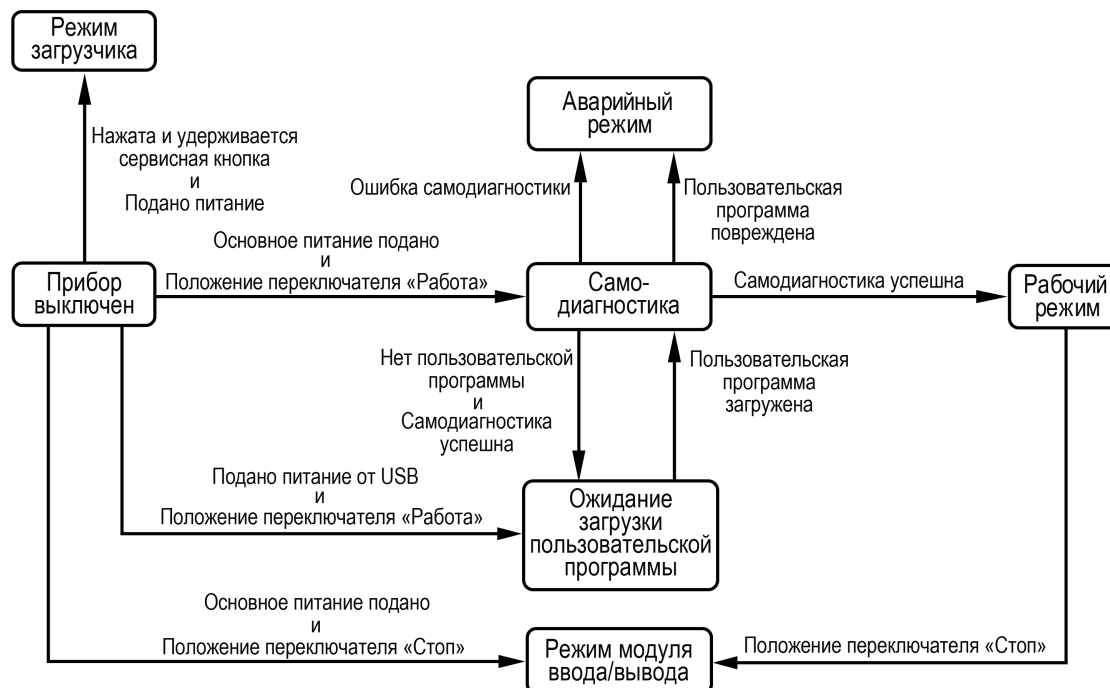 Режим
загрузчика
Нажата и удерживается
сервисная кнопка
и
Подано питание
Аварийный
режим
Ошибка самодиагностики
Пользовательская
программа
повреждена
Основное питание подано
и
Положение переключателя «Работа»
Прибор
выключен
Само-
диагностика
Самодиагностика успешна
Рабочий
режим
Нет пользовательской
программы
и
Самодиагностика
успешна
Пользовательская
программа
загружена
Подано питание от USB
и
Положение переключателя «Работа»
Ожидание
загрузки
пользовательской
программы
Основное питание подано
и
Положение переключателя «Стоп»
Режим модуля
ввода/вывода
Положение переключателя «Стоп»